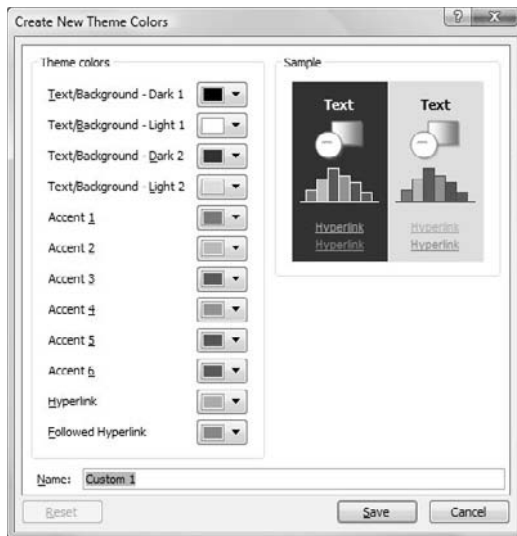 Create New Theme Colors
Theme colors
Text/Background - Dark 1
Text/Background - Light 1
Text/Background - Dark 2
Text/Background - Light 2
Accent 1
Accent 2
Accent 3
Accent 4
Accent 5
Accent 6
Hyperlink
Followed Hyperlink
Sample
Text Text
Hyperlink Hyperlink
Hyperlink Hyperlink
Name: Custom 1
Reset Save Cancel